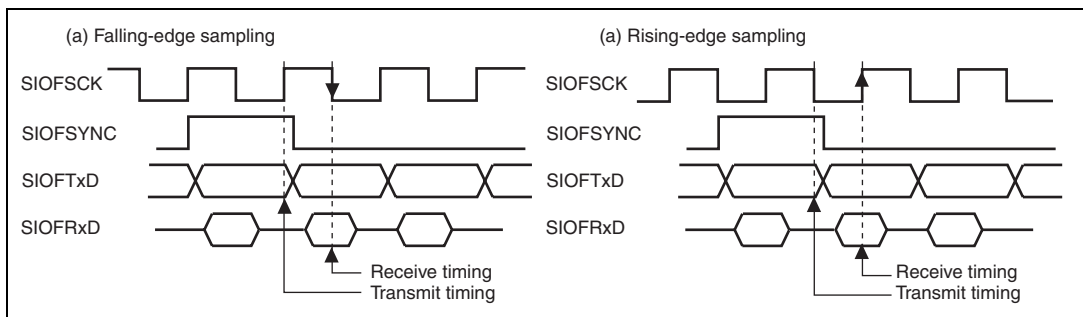 (a) Falling-edge sampling
SIOFSCK
SIOFSYNC
SIOFTxD
SIOFRxD
Receive timing
Transmit timing
(a) Rising-edge sampling
SIOFSCK
SIOFSYNC
SIOFTxD
SIOFRxD
Receive timing
Transmit timing